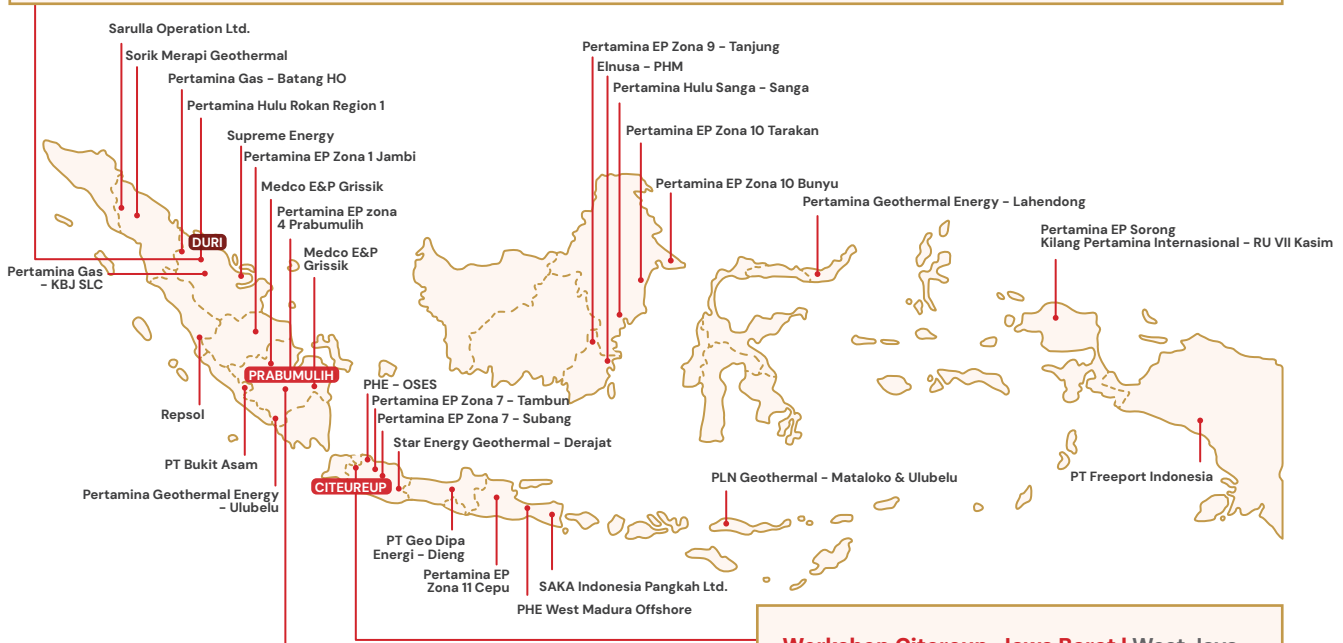 Sarulla Operation Ltd.
Sorik Merapi Geothermal
Pertamina Gas - Batang HO
Pertamina Hulu Rokan Region 1
Supreme Energy
Pertamina EP Zona 1 Jambi
Medco E&P Grissik
Pertamina EP zona
4 Prabumulih
Medco E&P
Grissik
DURI
Pertamina Gas
- KBJ SLC
PRABUMULIH
Repsol
PT Bukit Asam
Pertamina Geothermal Energy
- Ulubelu
Pertamina EP Zona 9 - Tanjung
Elnusa - PHM
Pertamina Hulu Sanga - Sanga
Pertamina EP Zona 10 Tarakan
Pertamina EP Zona 10 Bunyu
Pertamina Geothermal Energy - Lahendong
Pertamina EP Sorong
Kilang Pertamina Internasional - RU VII Kasim
PHE - OSES
Pertamina EP Zona 7 - Tambun
Pertamina EP Zona 7 - Subang
Star Energy Geothermal - Derajat
CITEUREUP
PT Geo Dipa
Energi - Dieng
Pertamina EP
Zona 11 Cepu
SAKA Indonesia Pangkah Ltd.
PHE West Madura Offshore
PLN Geothermal - Mataloko & Ulubelu
PT Freeport Indonesia
Workshop Citereup, Jawa Barat | West Java